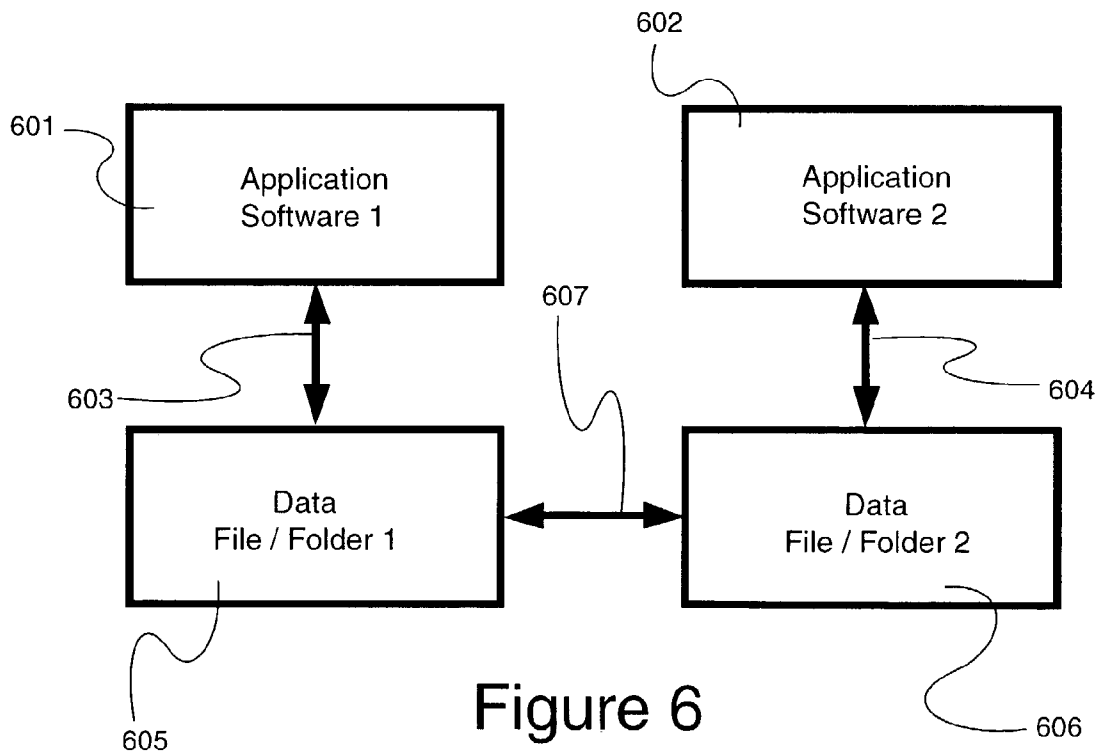 602
601
Application
Software 1
Application
Software 2
607
603
604
Data
File / Folder 1
Data
File / Folder 2
Figure 6
605
606